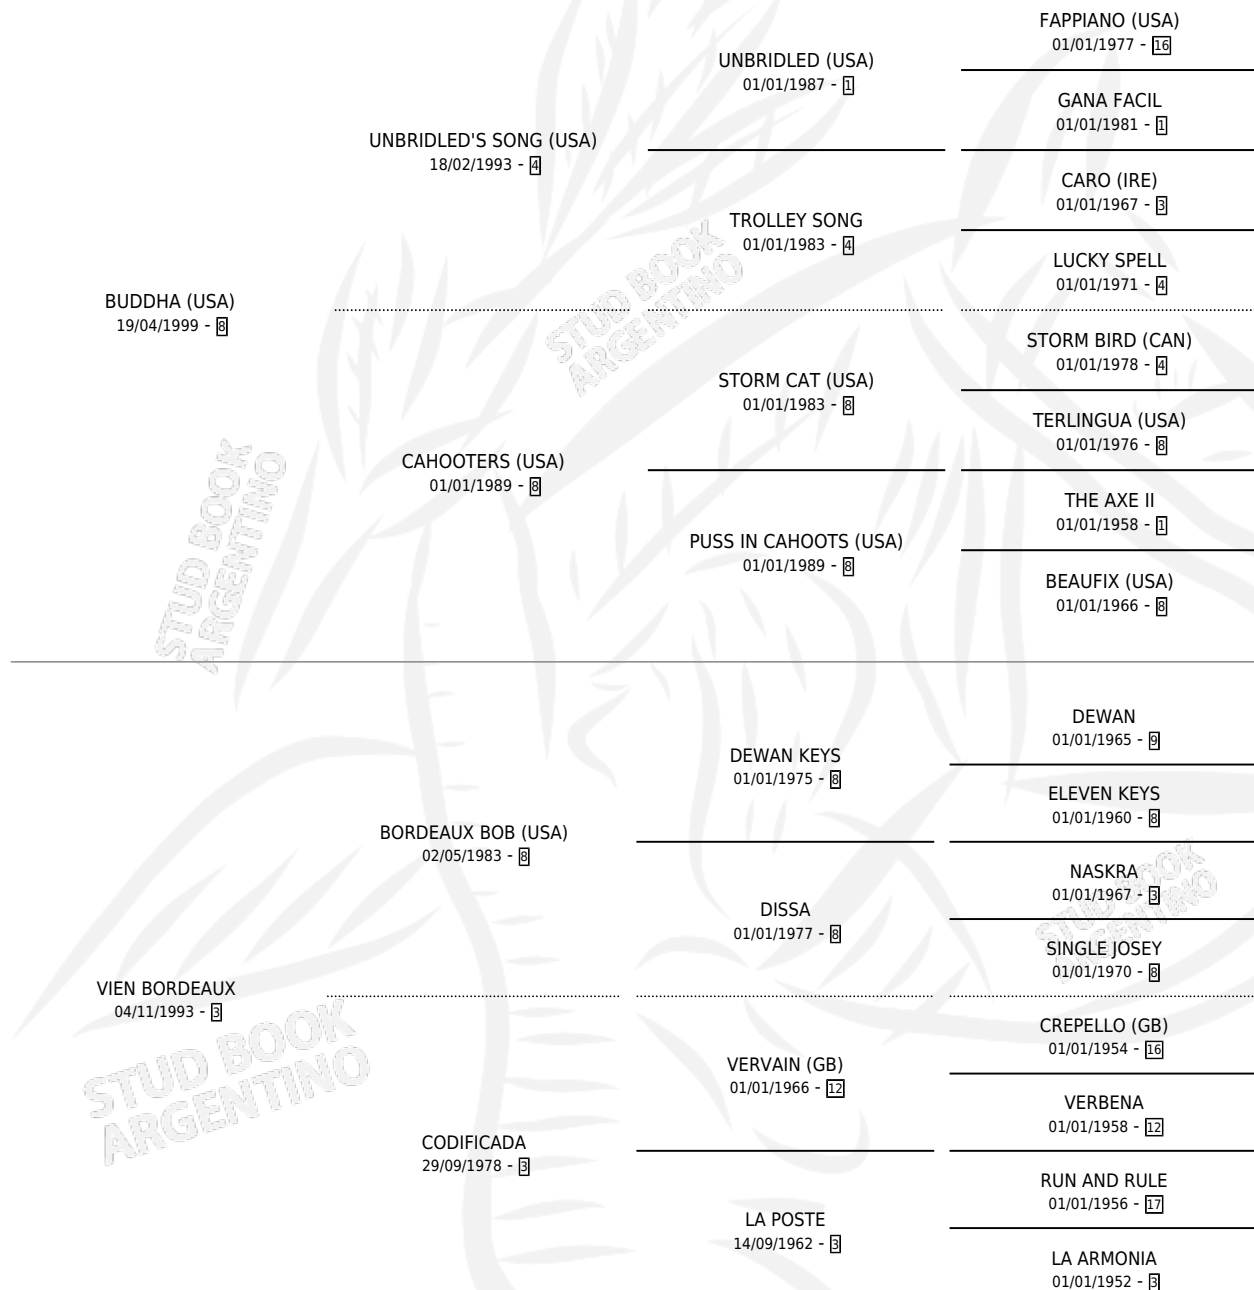 FAPPIANO (USA)
01/01/1977 - 16
UNBRIDLED (USA)
01/01/1987 - 1
GANA FACIL
01/01/1981 - 1
UNBRIDLED'S SONG (USA)
18/02/1993 - 4
CARO (IRE)
01/01/1967 - 3
TROLLEY SONG
01/01/1983 - 4
LUCKY SPELL
01/01/1971 - 4
BUDDHA (USA)
19/04/1999 - 8
STORM BIRD (CAN)
01/01/1978 - 4
STORM CAT (USA)
01/01/1983 - 8
TERLINGUA (USA)
01/01/1976 - 8
CAHOOTERS (USA)
01/01/1989 - 8
THE AXE II
01/01/1958 - 1
PUSS IN CAHOOTS (USA)
01/01/1989 - 8
BEAUFIX (USA)
01/01/1966 - 8
DEWAN
01/01/1965 - 9
DEWAN KEYS
01/01/1975 - 8
ELEVEN KEYS
01/01/1960 - 8
BORDEAUX BOB (USA)
02/05/1983 - 8
NASKRA
01/01/1967 - 3
DISSA
01/01/1977 - 8
SINGLE JOSEY
01/01/1970 - 8
VIEN BORDEAUX
04/11/1993 - 3
CREPELLO (GB)
01/01/1954 - 16
VERVAIN (GB)
01/01/1966 - 12
VERBENA
01/01/1958 - 12
CODIFICADA
29/09/1978 - 3
RUN AND RULE
01/01/1956 - 17
LA POSTE
14/09/1962 - 3
LA ARMONIA
01/01/1952 - 3
STUD BOOK
ARGENTINO
STUD BOOK
ARGENTINO
STUD BOOK
ARGENTINO
STUD BOOK
ARGENTINO